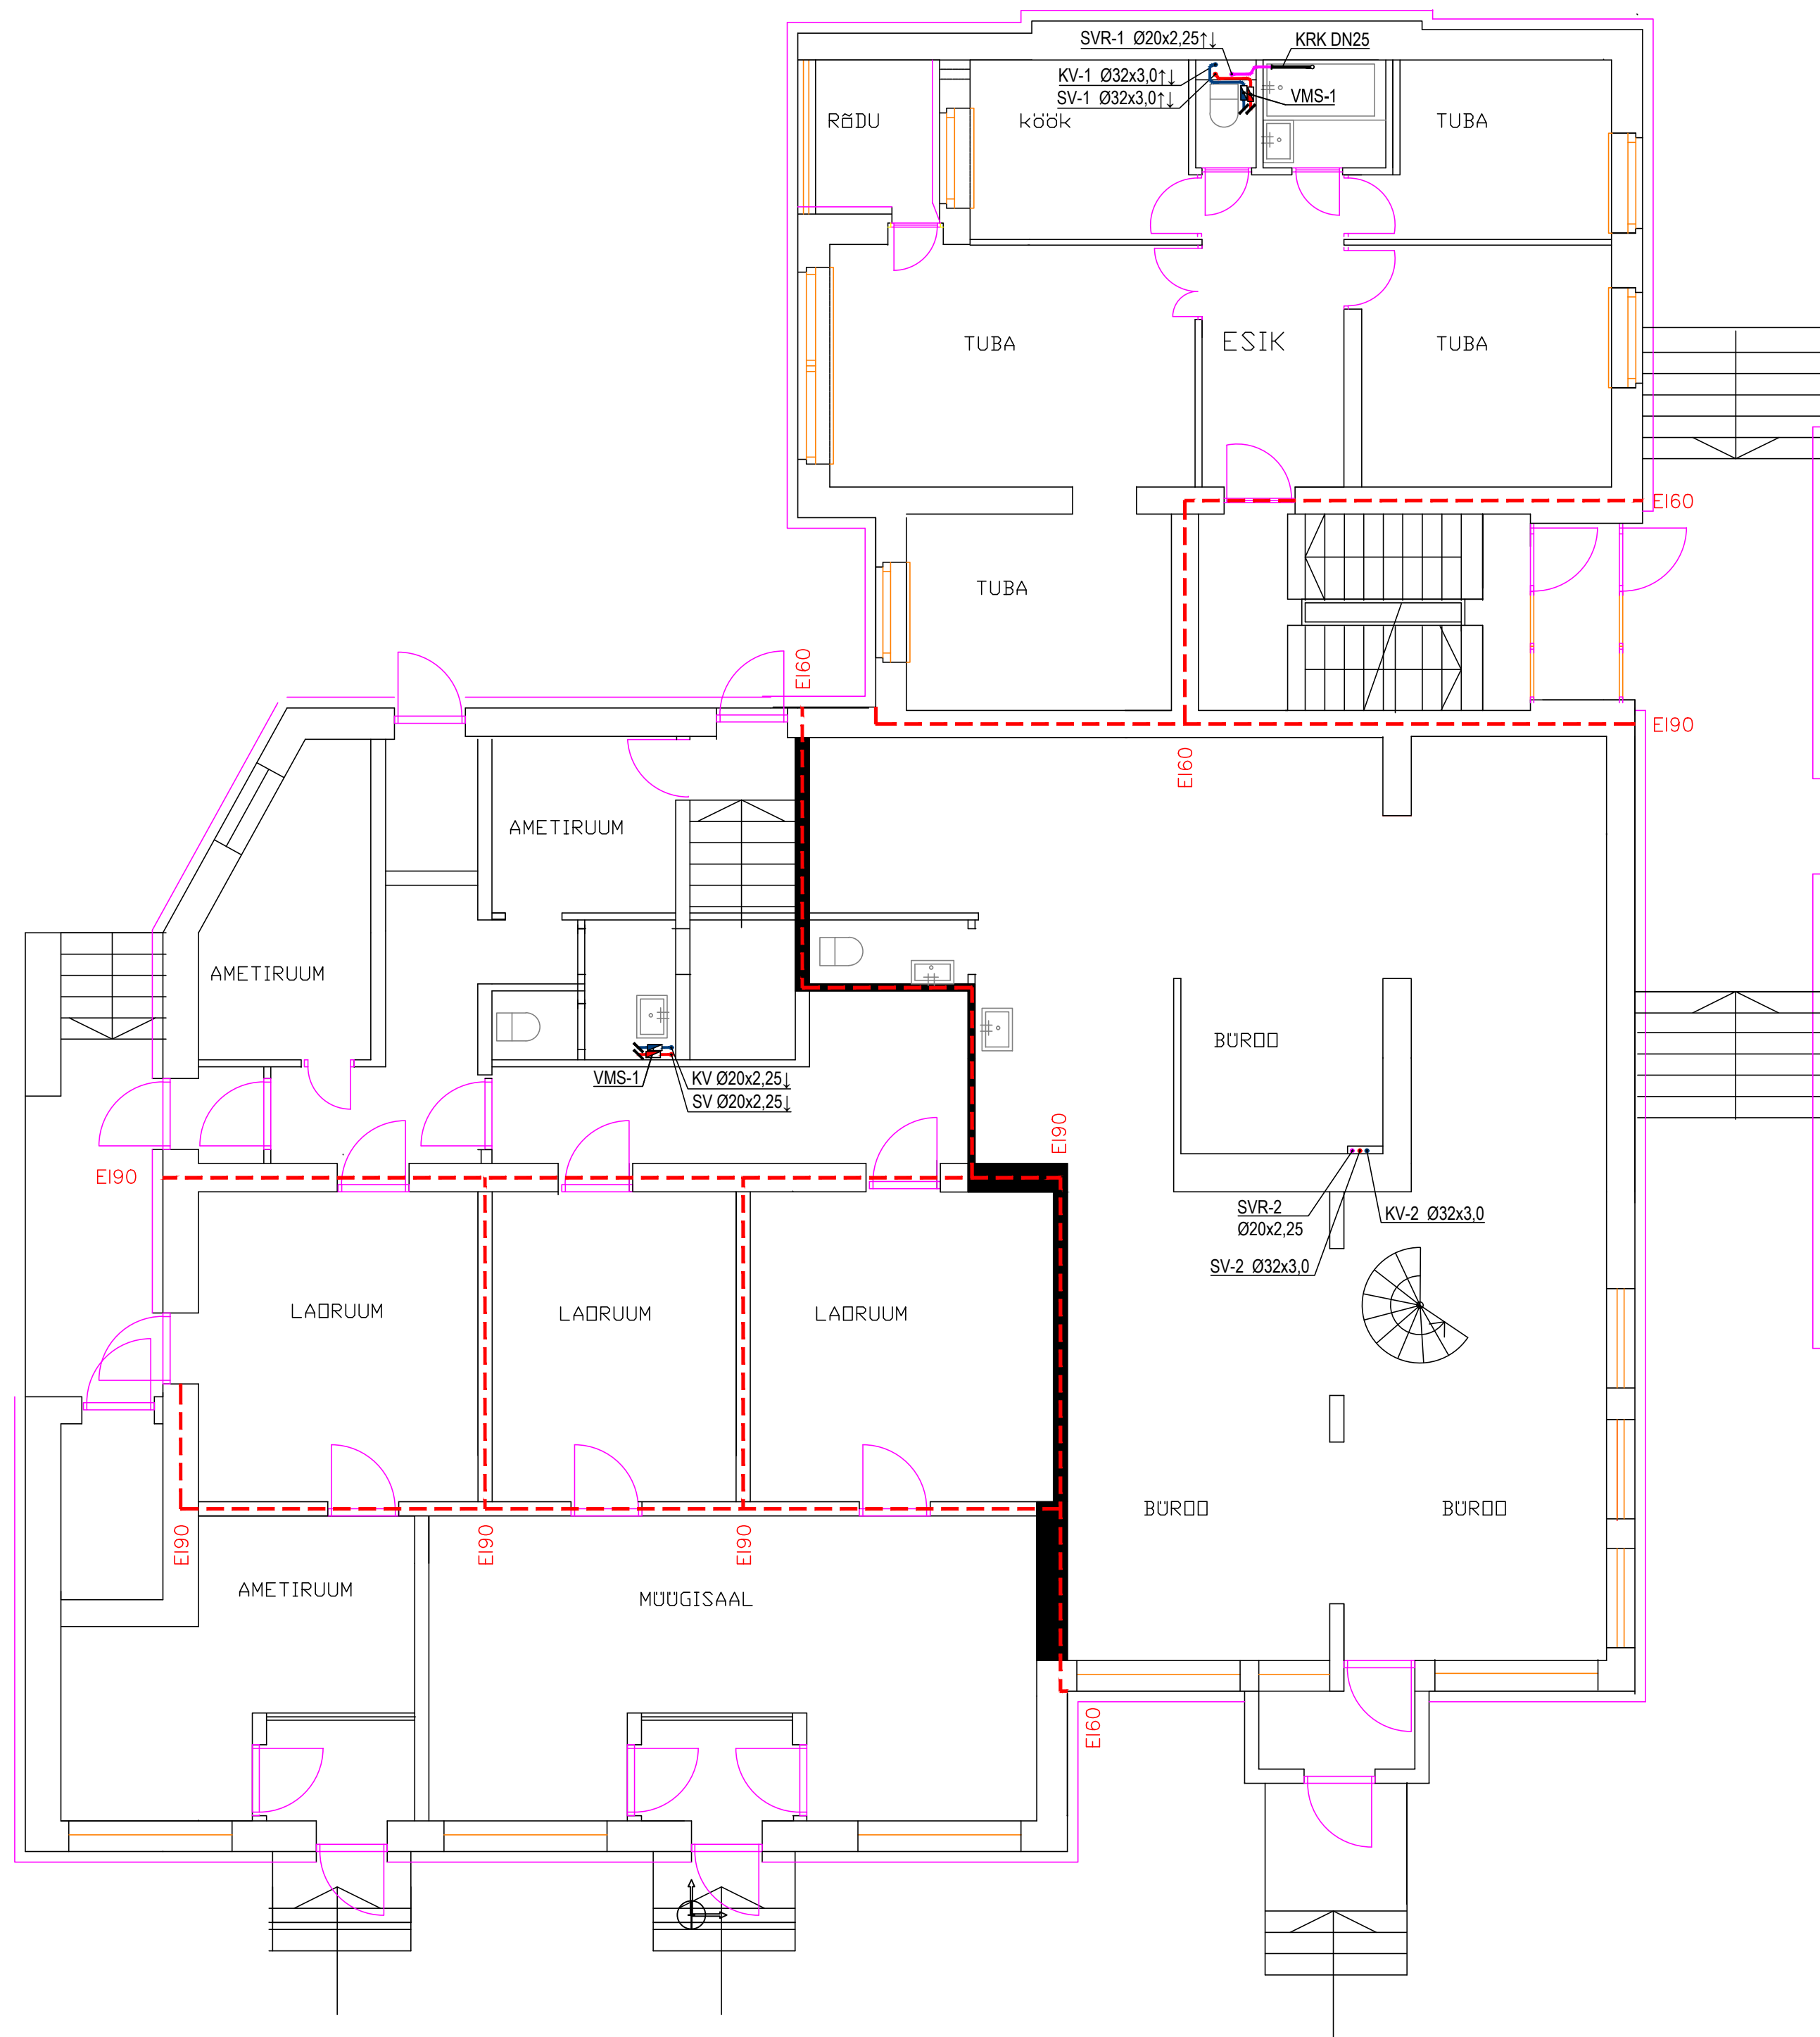 SVR-1 Ø20x2,25↑↓
KRK DN25
KV-1 Ø32x3,0↑↓
SV-1 Ø32x3,0↑↓
VMS-1
RÕDU
KÖÖK
TUBA
TUBA
ESIK
TUBA
EI60
TUBA
EI60
EI90
EI60
AMETIRUUM
AMETIRUUM
BÜROO
VMS-1
KV Ø20x2,25↓
SV Ø20x2,25↓
EI90
EI90
SVR-2
Ø20x2,25
KV-2 Ø32x3,0
SV-2 Ø32x3,0
LAORUUM
LAORUUM
LAORUUM
BÜROO
BÜROO
EI90
EI90
EI90
AMETIRUUM
MÜÜGISAAL
EI60